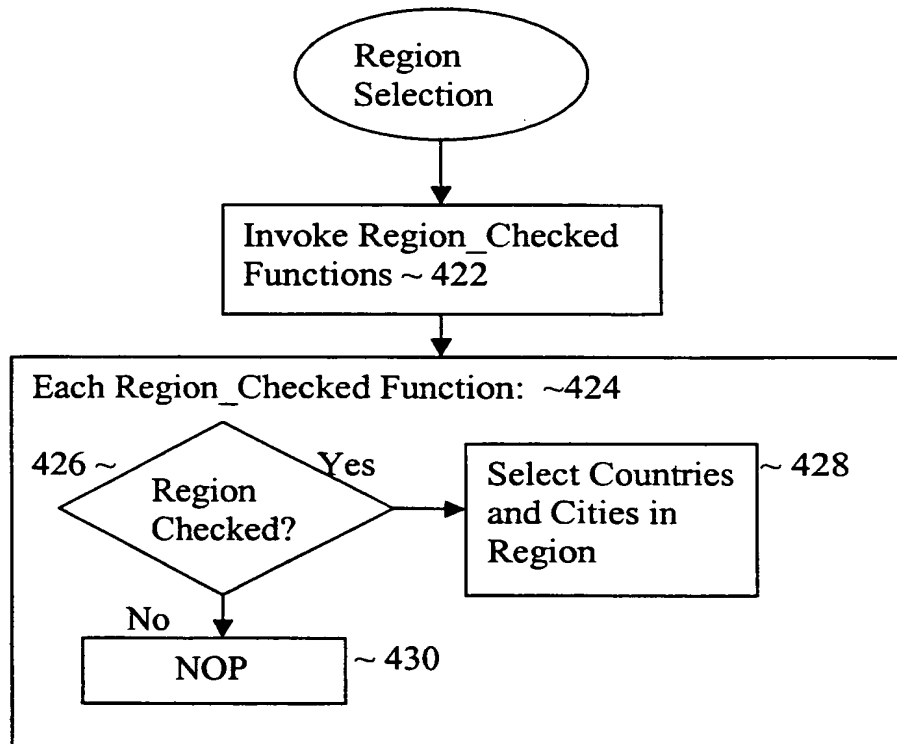 Region
Selection
Invoke Region_Checked
Functions ~ 422
Each Region_Checked Function: ~424
426 ~
Yes
Region
Checked?
Select Countries
and Cities in
Region
~ 428
No
NOP
~ 430